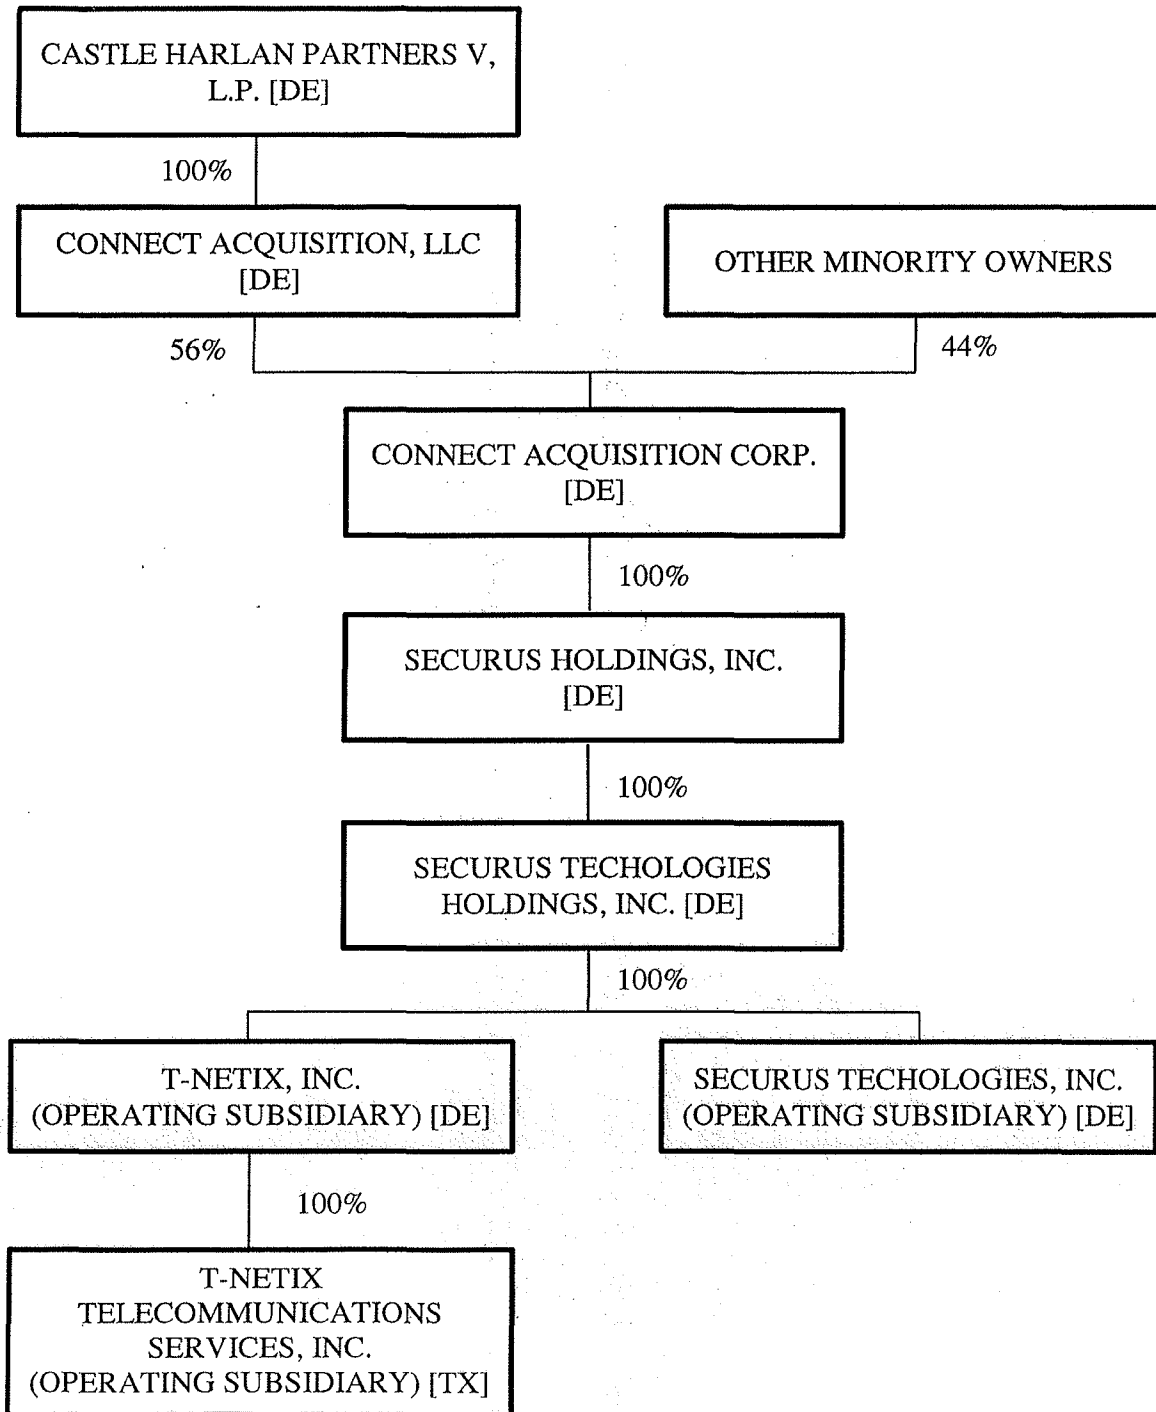 CASTLE HARLAN PARTNERS V,
L.P. [DE]
100%
CONNECT ACQUISITION, LLC
[DE]
OTHER MINORITY OWNERS
56%
44%
CONNECT ACQUISITION CORP.
[DE]
100%
SECURUS HOLDINGS, INC.
[DE]
100%
SECURUS TECHOLOGIES
HOLDINGS, INC. [DE]
100%
T-NETIX, INC.
(OPERATING SUBSIDIARY) [DE]
SECURUS TECHOLOGIES, INC.
(OPERATING SUBSIDIARY) [DE]
100%
T-NETIX
TELECOMMUNICATIONS
SERVICES, INC.
(OPERATING SUBSIDIARY) [TX]